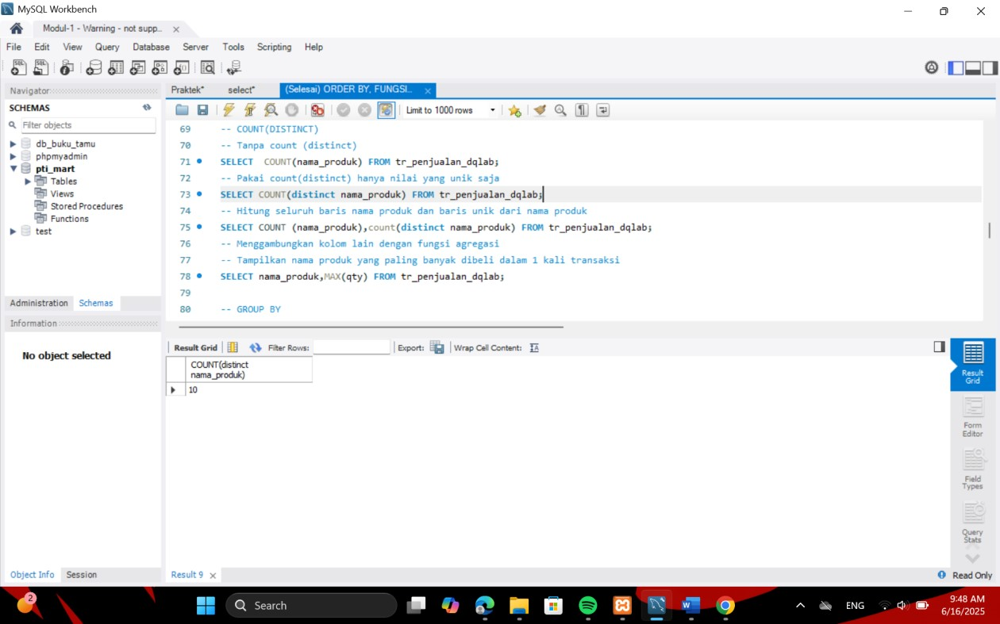 MySQL Workbench
Modul-1 - Warning - not supp...
File Edit View Query Database Server Tools Scripting Help
Navigator
SCHEMAS
Filter objects
db_buku_tamu
phpmyadmin
pti_mart
Tables
Views
Stored Procedures
Functions
test
Administration Schemas
Information
No object selected
Object Info Session
Praktek* select* (Selesai) ORDER BY, FUNGSI...
Limit to 1000 rows
69 -- COUNT(DISTINCT)
70 -- Tanpa count (distinct)
71 SELECT  COUNT(nama_produk) FROM tr_penjualan_dqlab;
72 -- Pakai count(distinct) hanya nilai yang unik saja
73 SELECT COUNT(distinct nama_produk) FROM tr_penjualan_dqlab;
74 -- Hitung seluruh baris nama produk dan baris unik dari nama produk
75 SELECT COUNT (nama_produk),count(distinct nama_produk) FROM tr_penjualan_dqlab;
76 -- Menggambungkan kolom lain dengan fungsi agregasi
77 -- Tampilkan nama produk yang paling banyak dibeli dalam 1 kali transaksi
78 SELECT nama_produk,MAX(qty) FROM tr_penjualan_dqlab;
79
80 -- GROUP BY
Result Grid Filter Rows: Export: Wrap Cell Content:
COUNT(distinct
nama_produk)
10
Result
Grid
Form
Editor
Field
Types
Query
Stats
Result 9
Read Only
2
Search
ENG
9:48 AM
6/16/2025